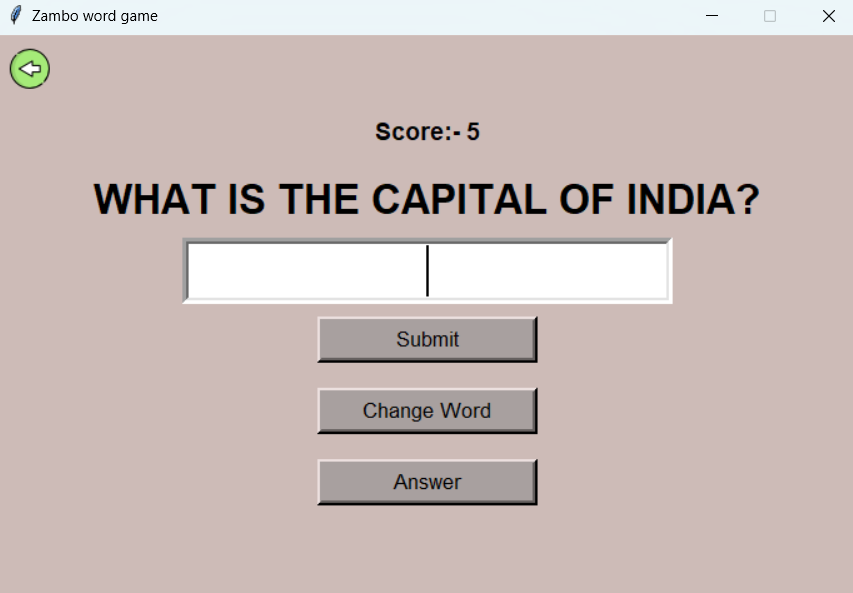 Zambo word game
Score:- 5
WHAT IS THE CAPITAL OF INDIA?
Submit
Change Word
Answer